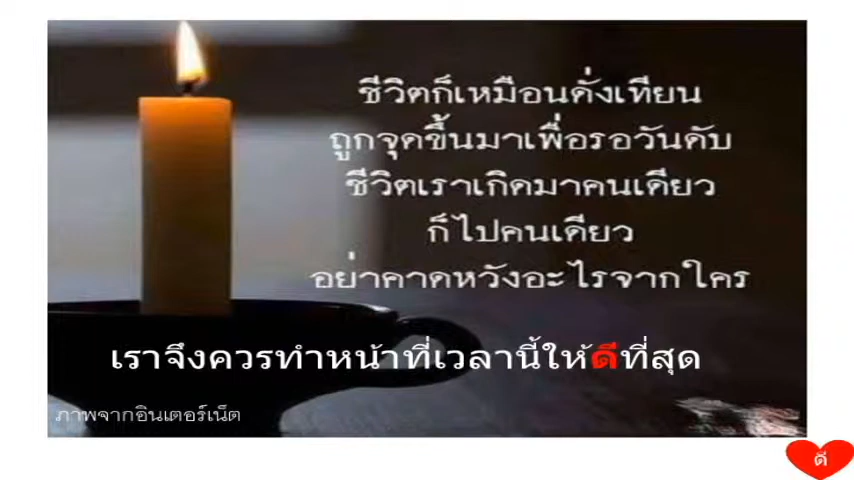 ชีวิตก็เหมือนดั่งเทียน
ถูกจุดขึ้นมาเพื่อรอวันดับ
ชีวิตเราเกิดมาคนเดียว
ก็ไปคนเดียว
อย่าคาดหวังอะไรจากใคร
เราจึงควรทำหน้าที่เวลานี้ให้ดีที่สุด
ภาพจากอินเตอร์เน็ต
ดี